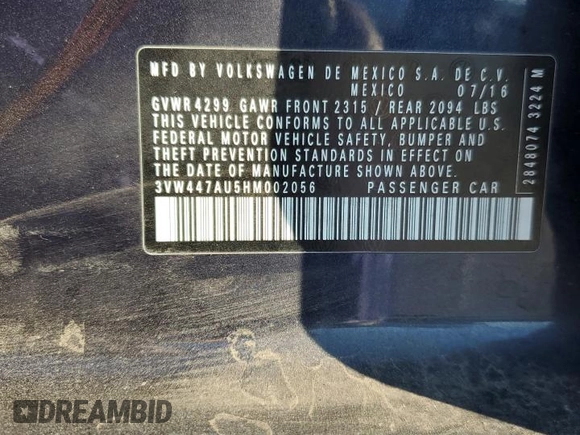 MFD BY VOLKSWAGEN DE MEXICO S.A. DE C.V.
MEXICO 07/16
GVWR 4299 GAWR FRONT 2315 / REAR 2094 LBS
THIS VEHICLE CONFORMS TO ALL APPLICABLE U.S.
FEDERAL MOTOR VEHICLE SAFETY, BUMPER AND
THEFT PREVENTION STANDARDS IN EFFECT ON THE
DATE OF MANUFACTURE SHOWN ABOVE.
3VW447AU5HM002056 PASSENGER CAR
2848074 3224 M
DREAMBID